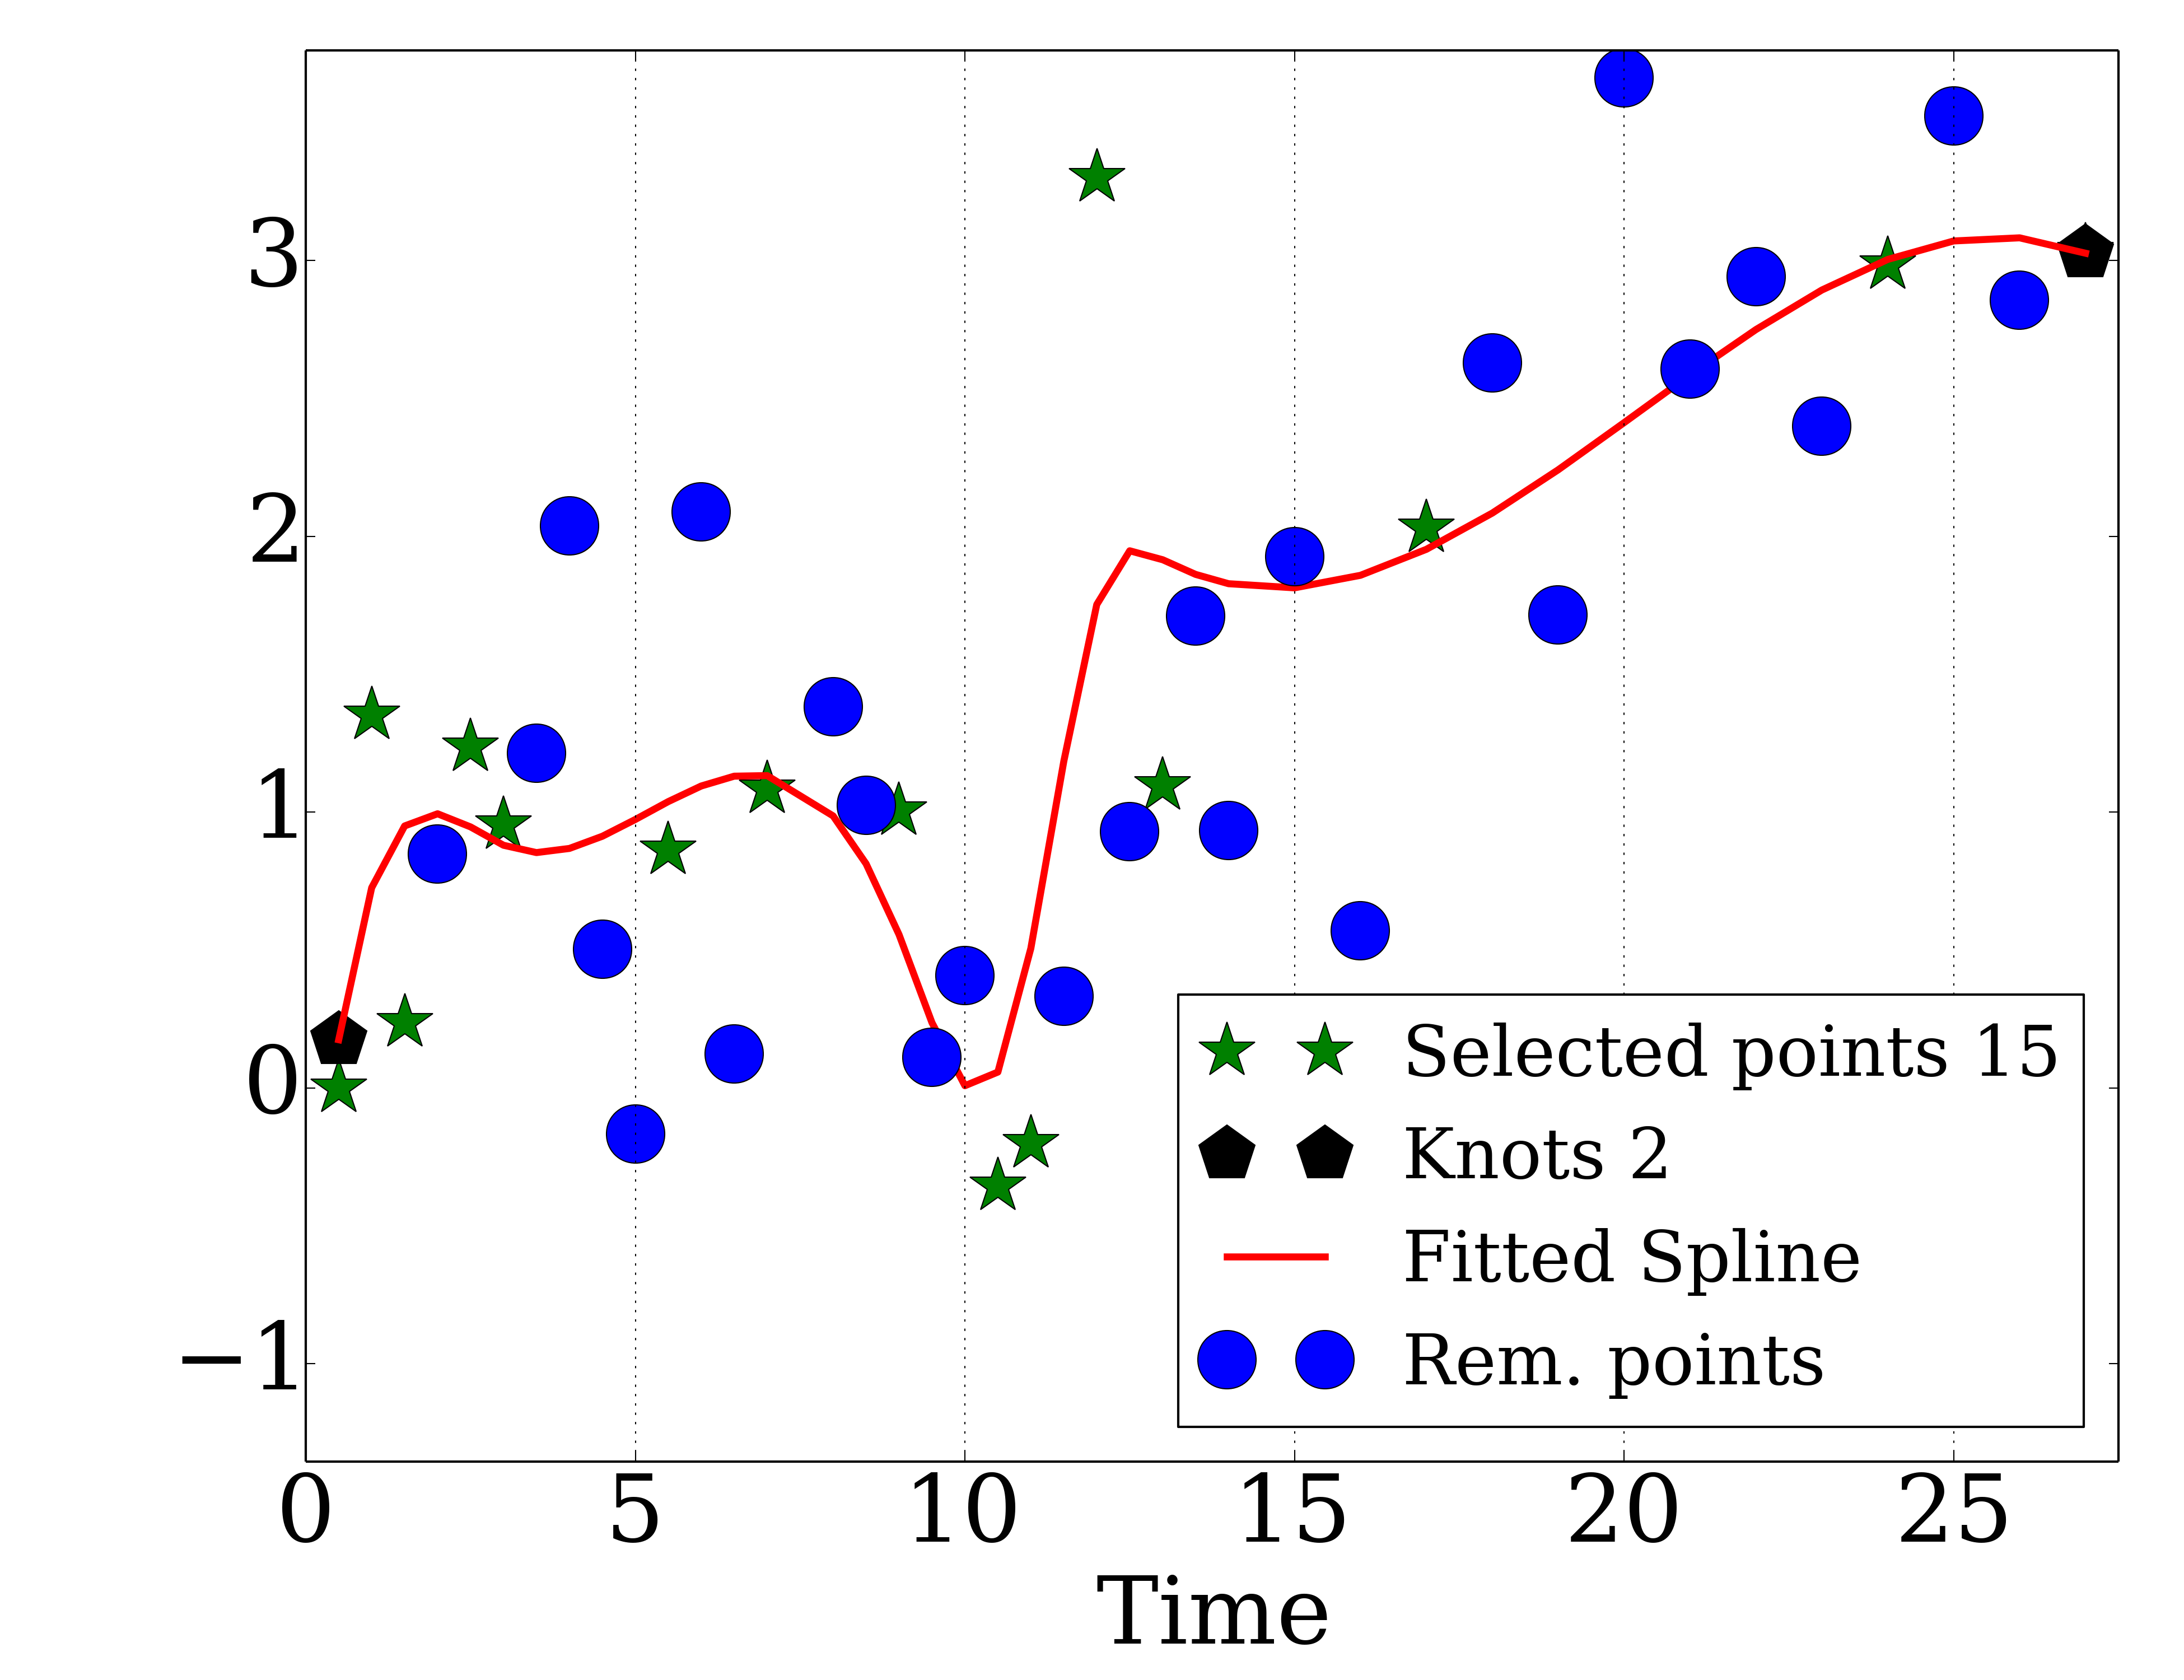 3
2
1
0
−1
Selected points 15
Knots 2
Fitted Spline
Rem. points
0 5 10 15 20 25
Time